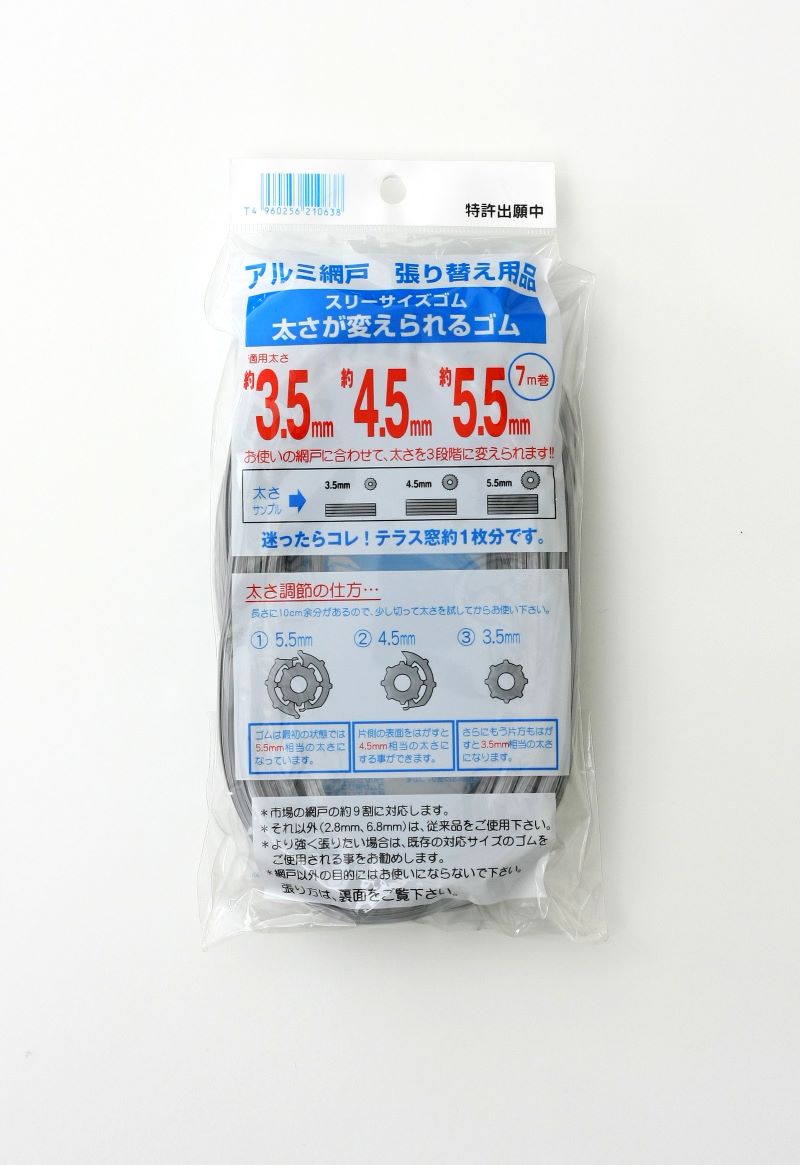 T4 960256 210638
特許出願中
アルミ網戸 張り替え用品
スリーサイズゴム
太さが変えられるゴム
適用太さ
約3.5mm 約4.5mm 約5.5mm 7m巻
お使いの網戸に合わせて、太さを3段階に変えられます!!
太さ
サンプル
3.5mm 4.5mm 5.5mm
迷ったらコレ!テラス窓約1枚分です。
太さ調節の仕方…
長さに10cm余分があるので、少し切って太さを試してからお使い下さい。
① 5.5mm ② 4.5mm ③ 3.5mm
ゴムは最初の状態では
5.5mm相当の太さに
なっています。
片側の表面をはがすと
4.5mm相当の太さに
する事ができます。
さらにもう片方もはが
すと3.5mm相当の太さ
になります。
*市場の網戸の約9割に対応します。
*それ以外(2.8mm、6.8mm)は、従来品をご使用下さい。
*より強く張りたい場合は、既存の対応サイズのゴムを
ご使用される事をお勧めします。
*網戸以外の目的にはお使いにならないで下さい。
張り方は、裏面をご覧下さい。